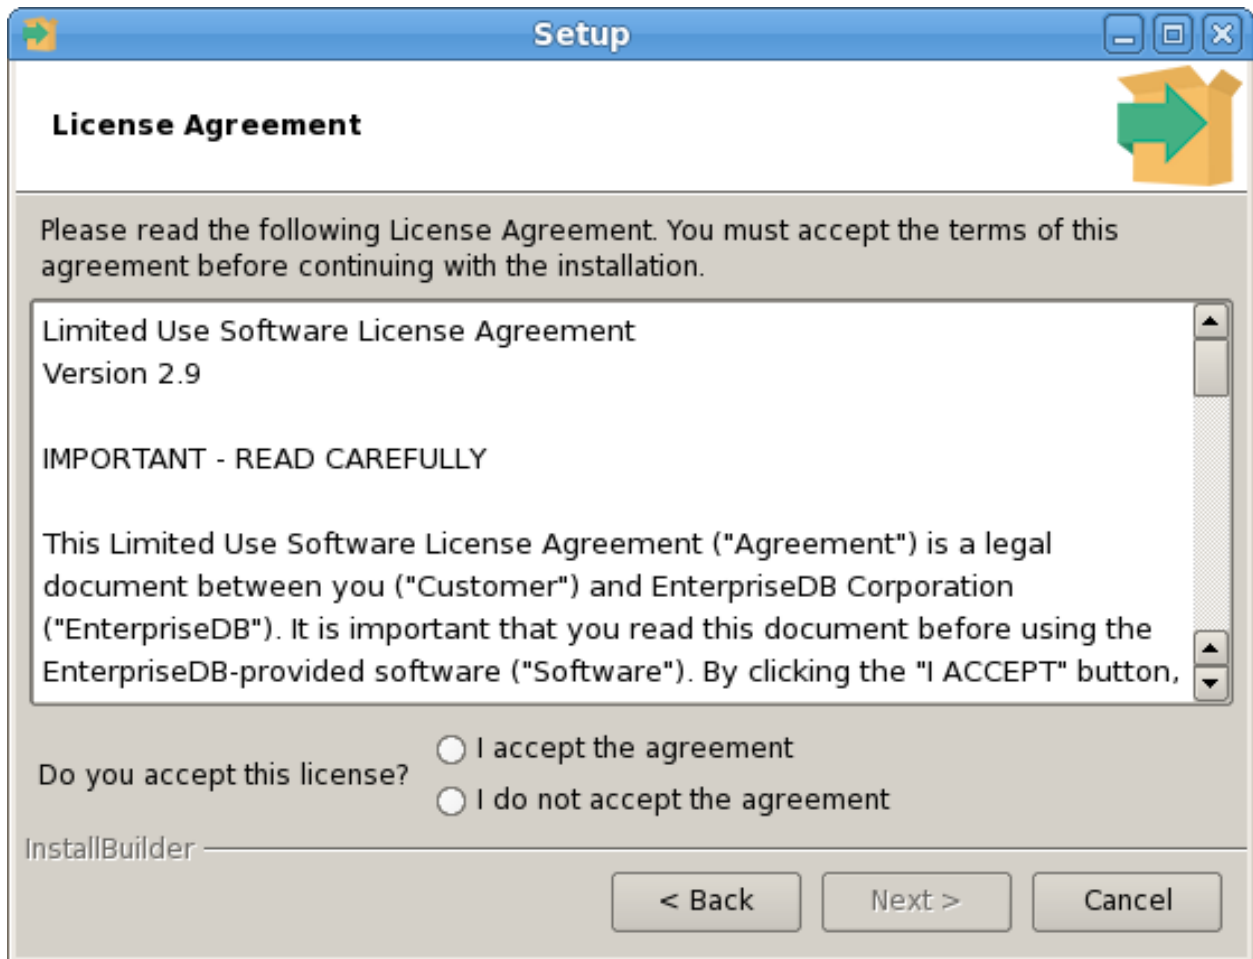 Setup
License Agreement
Please read the following License Agreement. You must accept the terms of this
agreement before continuing with the installation.
Limited Use Software License Agreement
Version 2.9
IMPORTANT - READ CAREFULLY
This Limited Use Software License Agreement ("Agreement") is a legal
document between you ("Customer") and EnterpriseDB Corporation
("EnterpriseDB"). It is important that you read this document before using the
EnterpriseDB-provided software ("Software"). By clicking the "I ACCEPT" button,
Do you accept this license?
I accept the agreement
I do not accept the agreement
InstallBuilder
< Back
Next >
Cancel